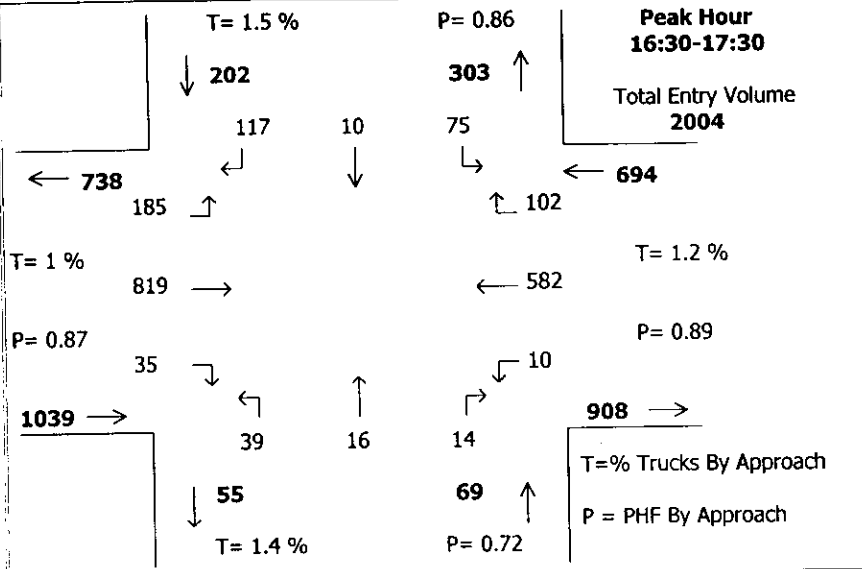 T= 1.5 %
P= 0.86
Peak Hour
16:30-17:30
202
303
Total Entry Volume
2004
117
10
75
738
694
185
102
T= 1 %
T= 1.2 %
819
582
P= 0.87
P= 0.89
35
10
1039
908
39
16
14
T=% Trucks By Approach
55
69
P = PHF By Approach
T= 1.4 %
P= 0.72